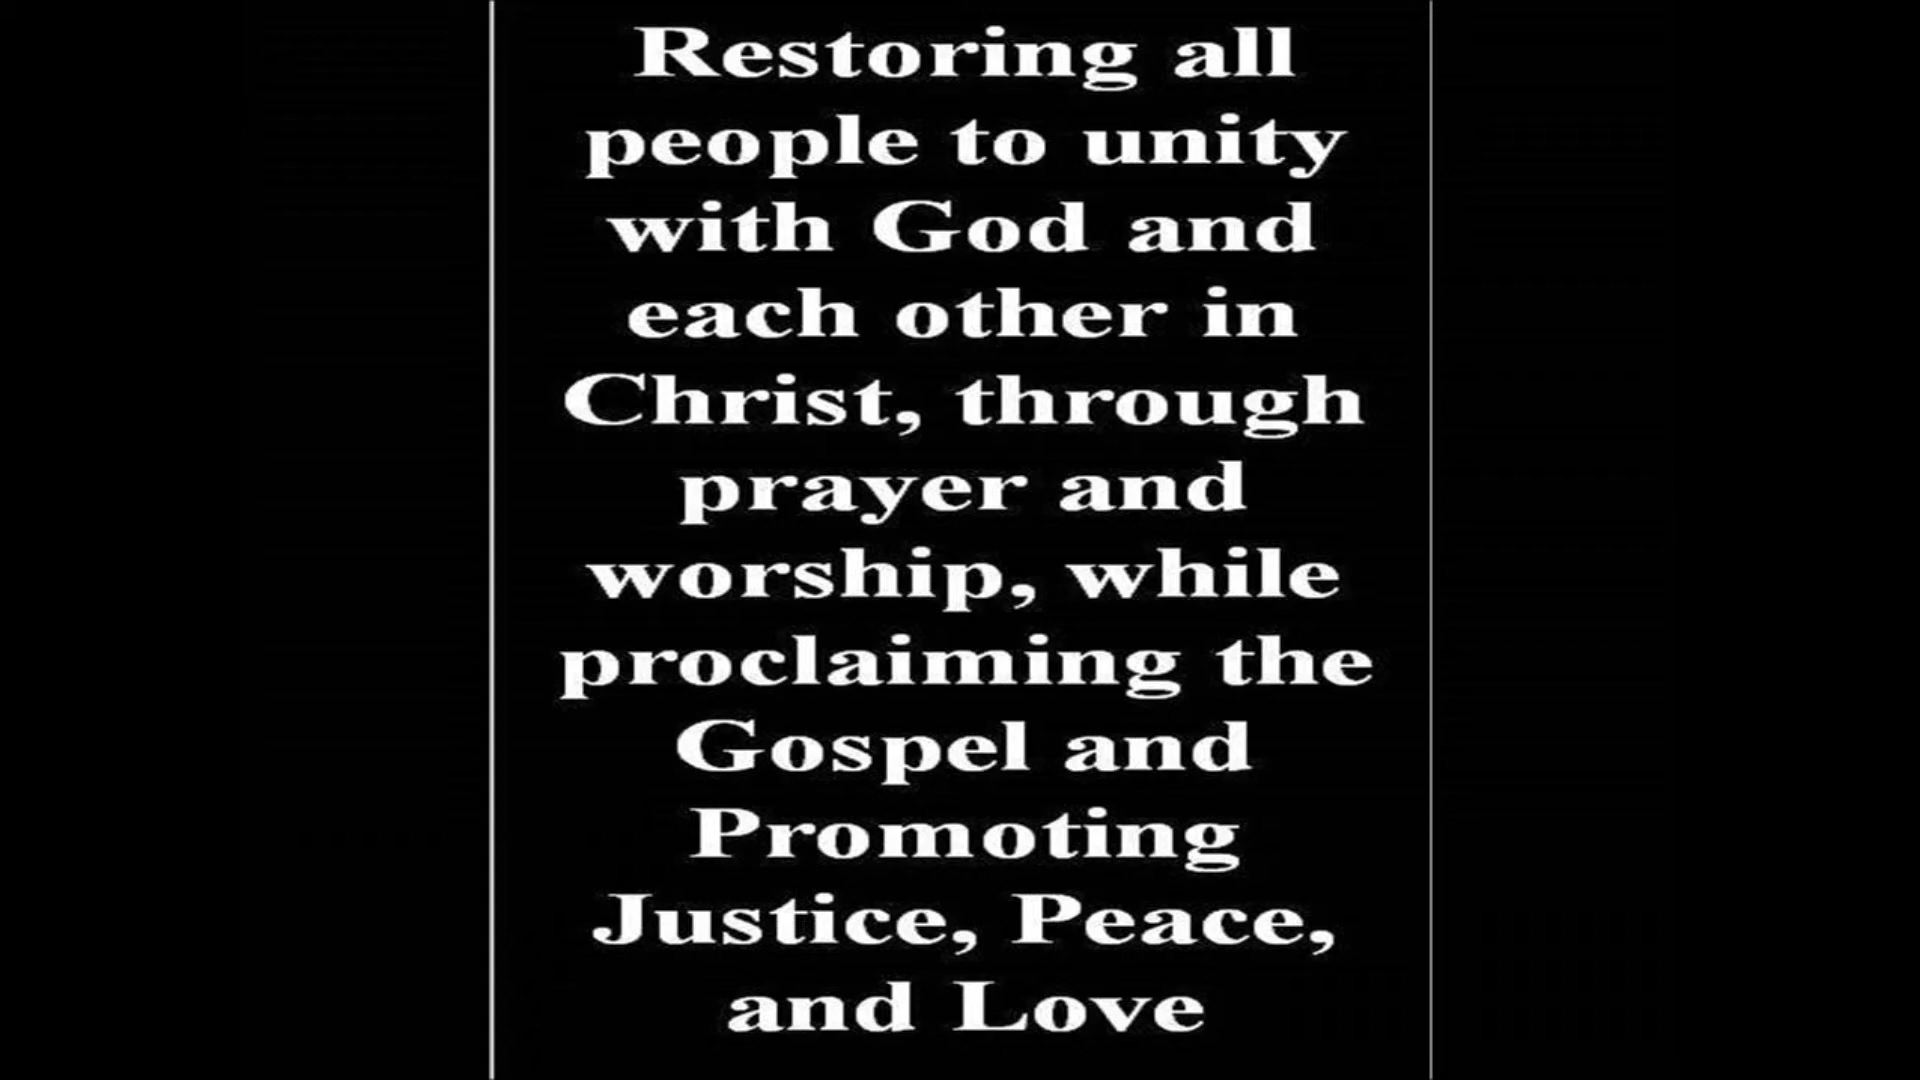 Restoring all
people to unity
with God and
each other in
Christ, through
prayer and
worship, while
proclaiming the
Gospel and
Promoting
Justice, Peace,
and Love